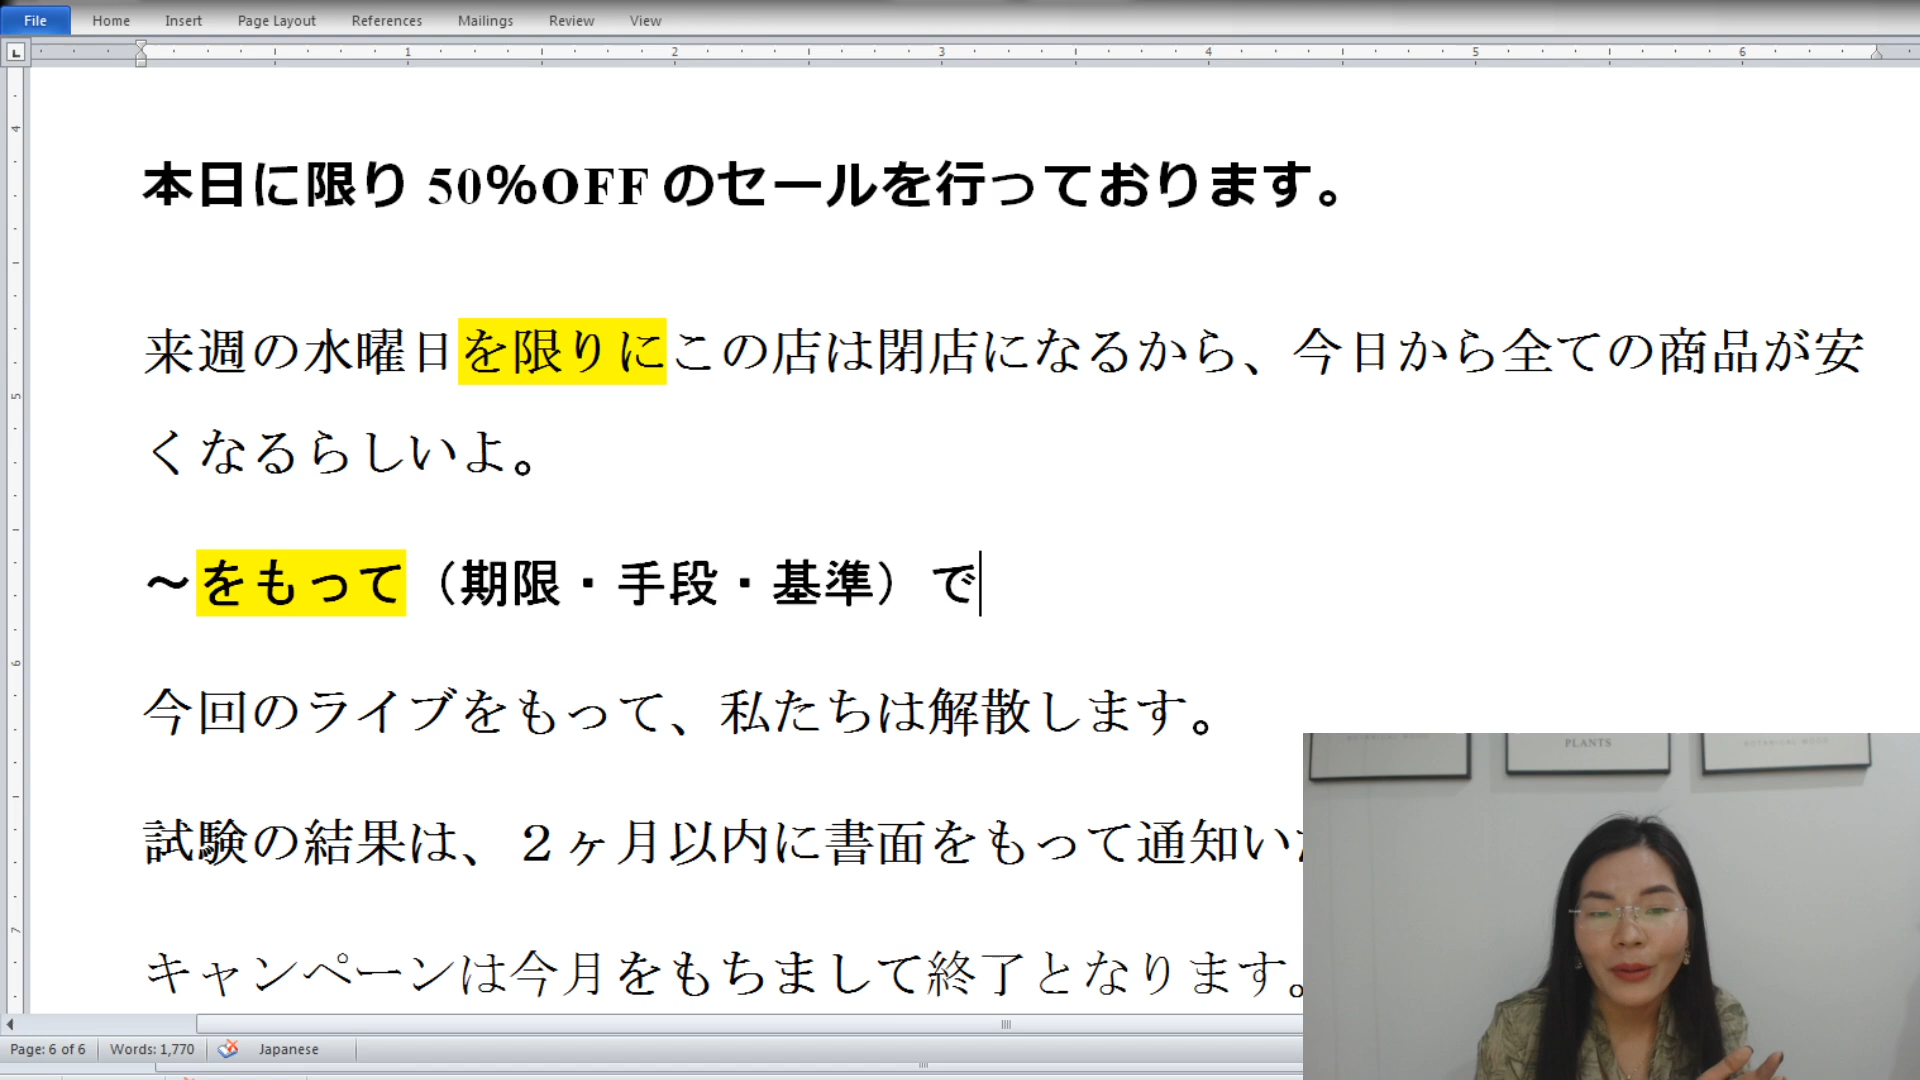 File Home Insert Page Layout References Mailings Review View
1 2 3 4 5 6
本日に限り 50%OFF のセールを行っております。
来週の水曜日を限りにこの店は閉店になるから、今日から全ての商品が安
くなるらしいよ。
～をもって（期限・手段・基準）で
今回のライブをもって、私たちは解散します。
試験の結果は、２ヶ月以内に書面をもって通知い
キャンペーンは今月をもちまして終了となります。
PLANTS
Page: 6 of 6 Words: 1,770 Japanese